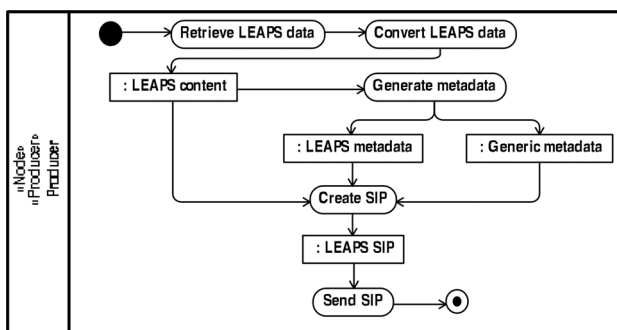 Retrieve LEAPS data
Convert LEAPS data
: LEAPS content
Generate metadata
: LEAPS metadata
: Generic metadata
Create SIP
: LEAPS SIP
Send SIP
«Node»
«Producer»
Producer